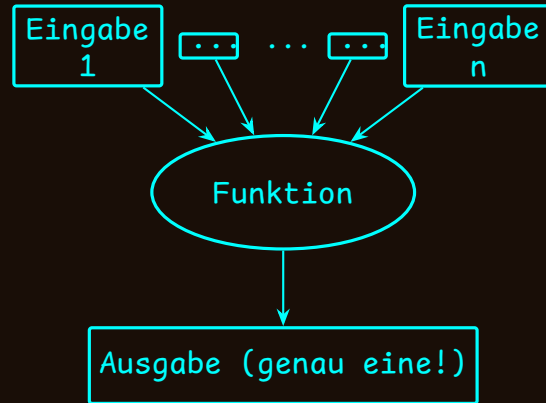 Eingabe 1
...
...
...
Eingabe n
Funktion
Ausgabe (genau eine!)